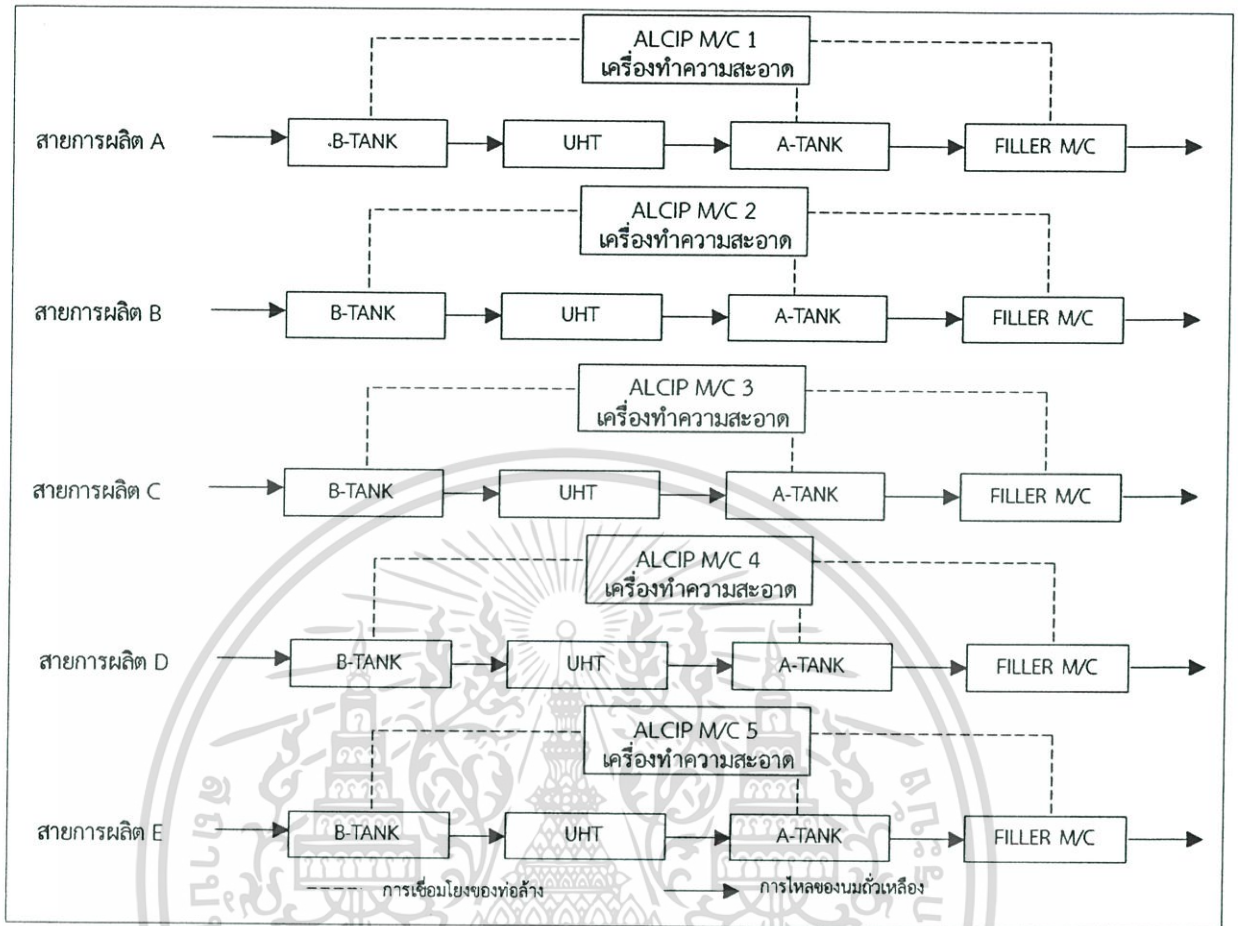 ALCIP M/C 1
เครื่องทำความสะอาด
สายการผลิต A
B-TANK
UHT
A-TANK
FILLER M/C
ALCIP M/C 2
เครื่องทำความสะอาด
สายการผลิต B
B-TANK
UHT
A-TANK
FILLER M/C
ALCIP M/C 3
เครื่องทำความสะอาด
สายการผลิต C
B-TANK
UHT
A-TANK
FILLER M/C
ALCIP M/C 4
เครื่องทำความสะอาด
สายการผลิต D
B-TANK
UHT
A-TANK
FILLER M/C
ALCIP M/C 5
เครื่องทำความสะอาด
สายการผลิต E
B-TANK
UHT
A-TANK
FILLER M/C
การเชื่อมโยงของท่อล้าง
การไหลของนมถั่วเหลือง